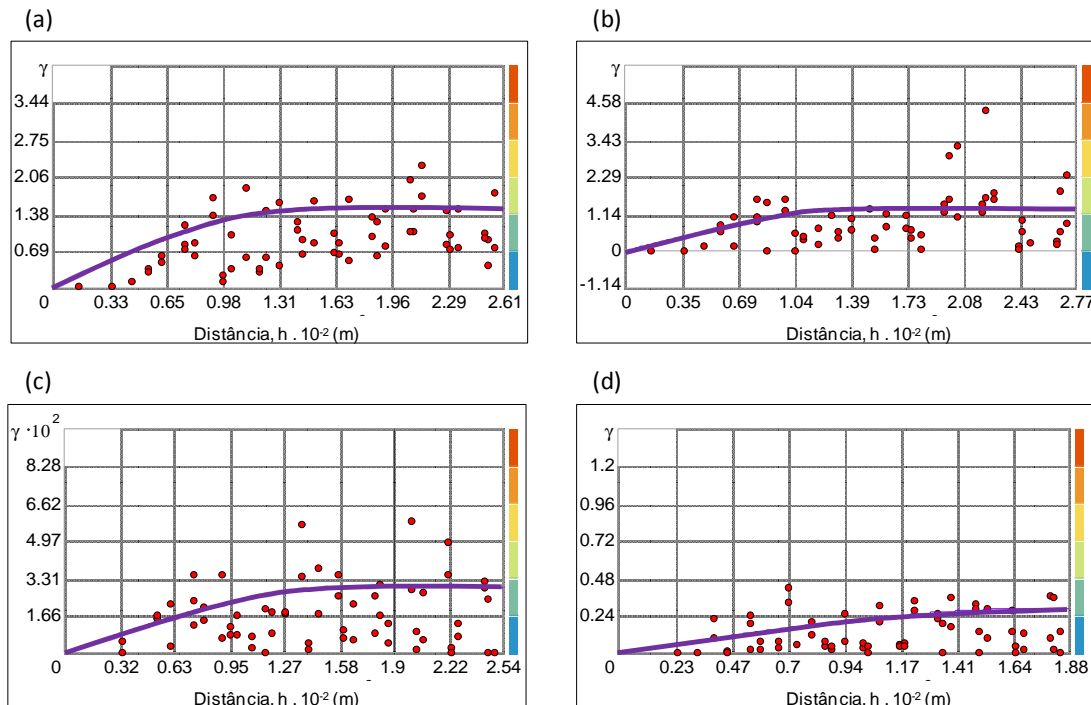 (a)
γ
3.44
2.75
2.06
1.38
0.69
0 0.33 0.65 0.98 1.31 1.63 1.96 2.29 2.61
Distância, h . 10⁻² (m)
(b)
γ
4.58
3.43
2.29
1.14
0
-1.14
0 0.35 0.69 1.04 1.39 1.73 2.08 2.43 2.77
Distância, h . 10⁻² (m)
(c)
γ ·10²
8.28
6.62
4.97
3.31
1.66
0 0.32 0.63 0.95 1.27 1.58 1.9 2.22 2.54
Distância, h . 10⁻² (m)
(d)
γ
1.2
0.96
0.72
0.48
0.24
0 0.23 0.47 0.7 0.94 1.17 1.41 1.64 1.88
Distância, h . 10⁻² (m)